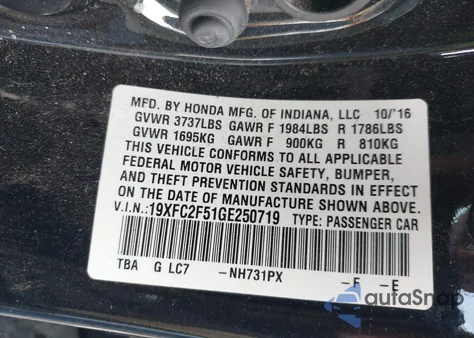 MFD. BY HONDA MFG. OF INDIANA, LLC 10/'16
GVWR 3737LBS GAWR F 1984LBS R 1786LBS
GVWR 1695KG GAWR F 900KG R 810KG
THIS VEHICLE CONFORMS TO ALL APPLICABLE
FEDERAL MOTOR VEHICLE SAFETY, BUMPER,
AND THEFT PREVENTION STANDARDS IN EFFECT
ON THE DATE OF MANUFACTURE SHOWN ABOVE.
V.I.N.:19XFC2F51GE250719 TYPE: PASSENGER CAR
TBA G LC7 -NH731PX -F -E
autoSnap